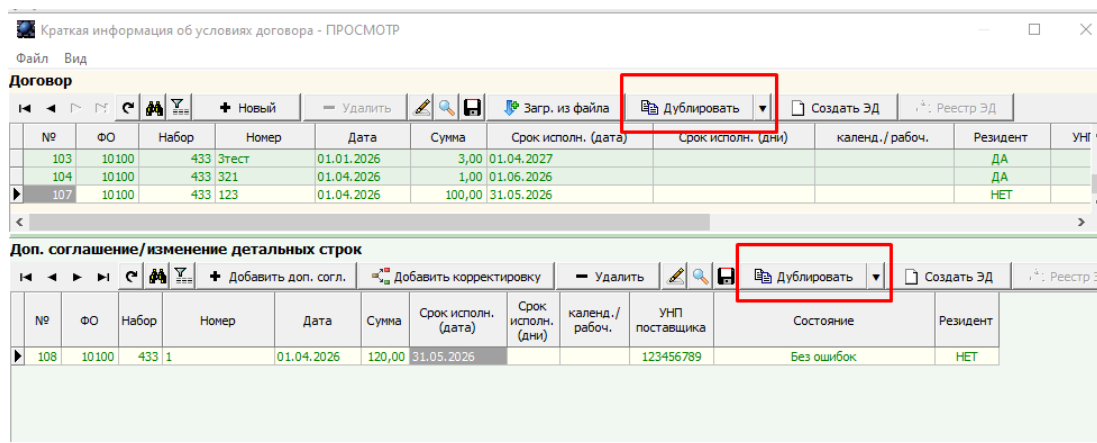 Краткая информация об условиях договора - ПРОСМОТР
Файл Вид
Договор
Новый Удалить Загр. из файла Дублировать Создать ЭД Реестр ЭД
№ ФО Набор Номер Дата Сумма Срок исполн. (дата) Срок исполн. (дни) календ./рабоч. Резидент УНП
103 10100 433 3тест 01.01.2026 3,00 01.04.2027 ДА
104 10100 433 321 01.04.2026 1,00 01.06.2026 ДА
107 10100 433 123 01.04.2026 100,00 31.05.2026 НЕТ
Доп. соглашение/изменение детальных строк
Добавить доп. согл. Добавить корректировку Удалить Дублировать Создать ЭД Реестр
№ ФО Набор Номер Дата Сумма Срок исполн. (дата) Срок исполн. (дни) календ./ рабоч. УНП поставщика Состояние Резидент
108 10100 433 1 01.04.2026 120,00 31.05.2026 123456789 Без ошибок НЕТ